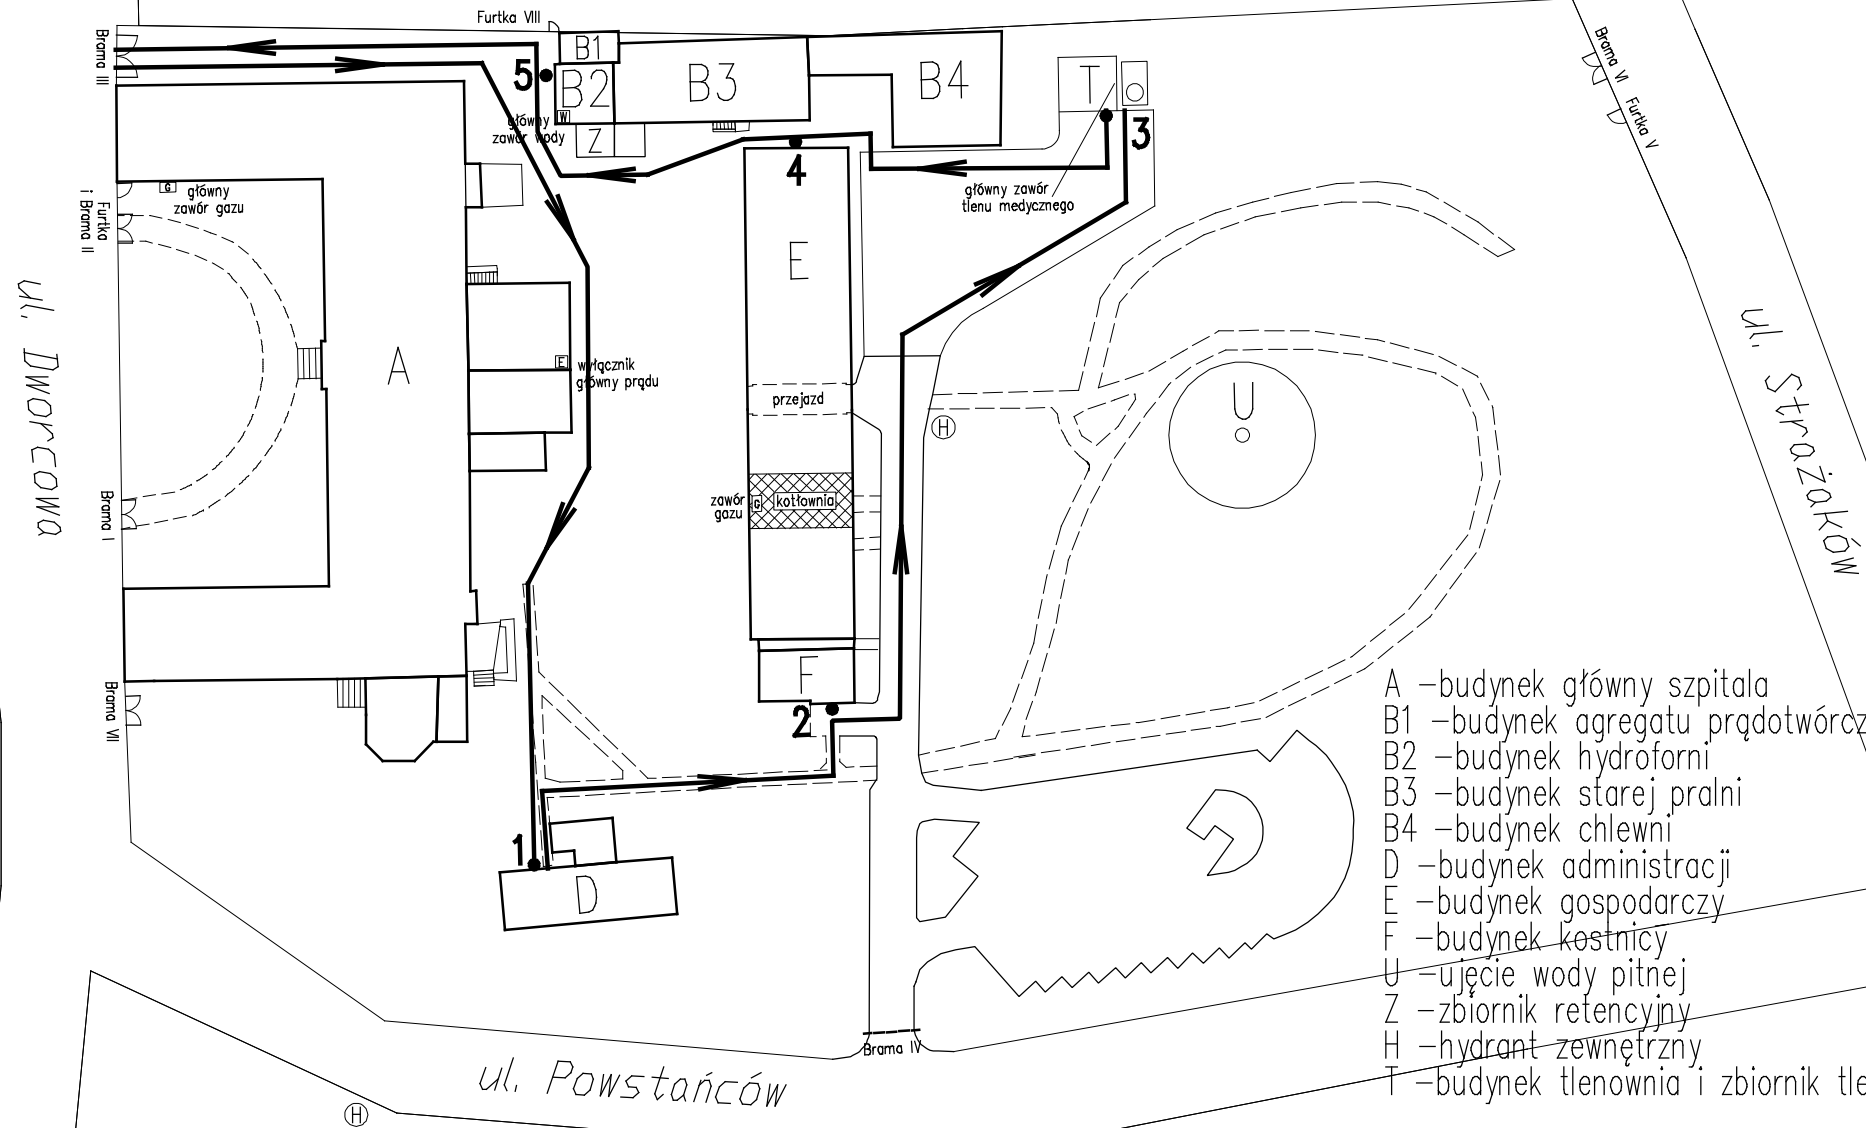 Furtka VIII
Brama III
B1
B2
B3
B4
T
5
W
główny
zawór wody
Z
4
3
Brama VI
Furtka V
G
główny
zawór gazu
Furtka
i Brama II
główny zawór
tlenu medycznego
E
A
E
wyłącznik
główny prądu
przejazd
H
U
ul. Dworcowa
ul. Strażaków
Brama I
zawór
gazu
G
kotłownia
F
2
Brama VII
1
D
A –budynek główny szpitala
B1 –budynek agregatu prądotwórcz
B2 –budynek hydroforni
B3 –budynek starej pralni
B4 –budynek chlewni
D –budynek administracji
E –budynek gospodarczy
F –budynek kostnicy
U –ujęcie wody pitnej
Z –zbiornik retencyjny
H –hydrant zewnętrzny
T –budynek tlenownia i zbiornik tle
Brama IV
ul. Powstańców
H